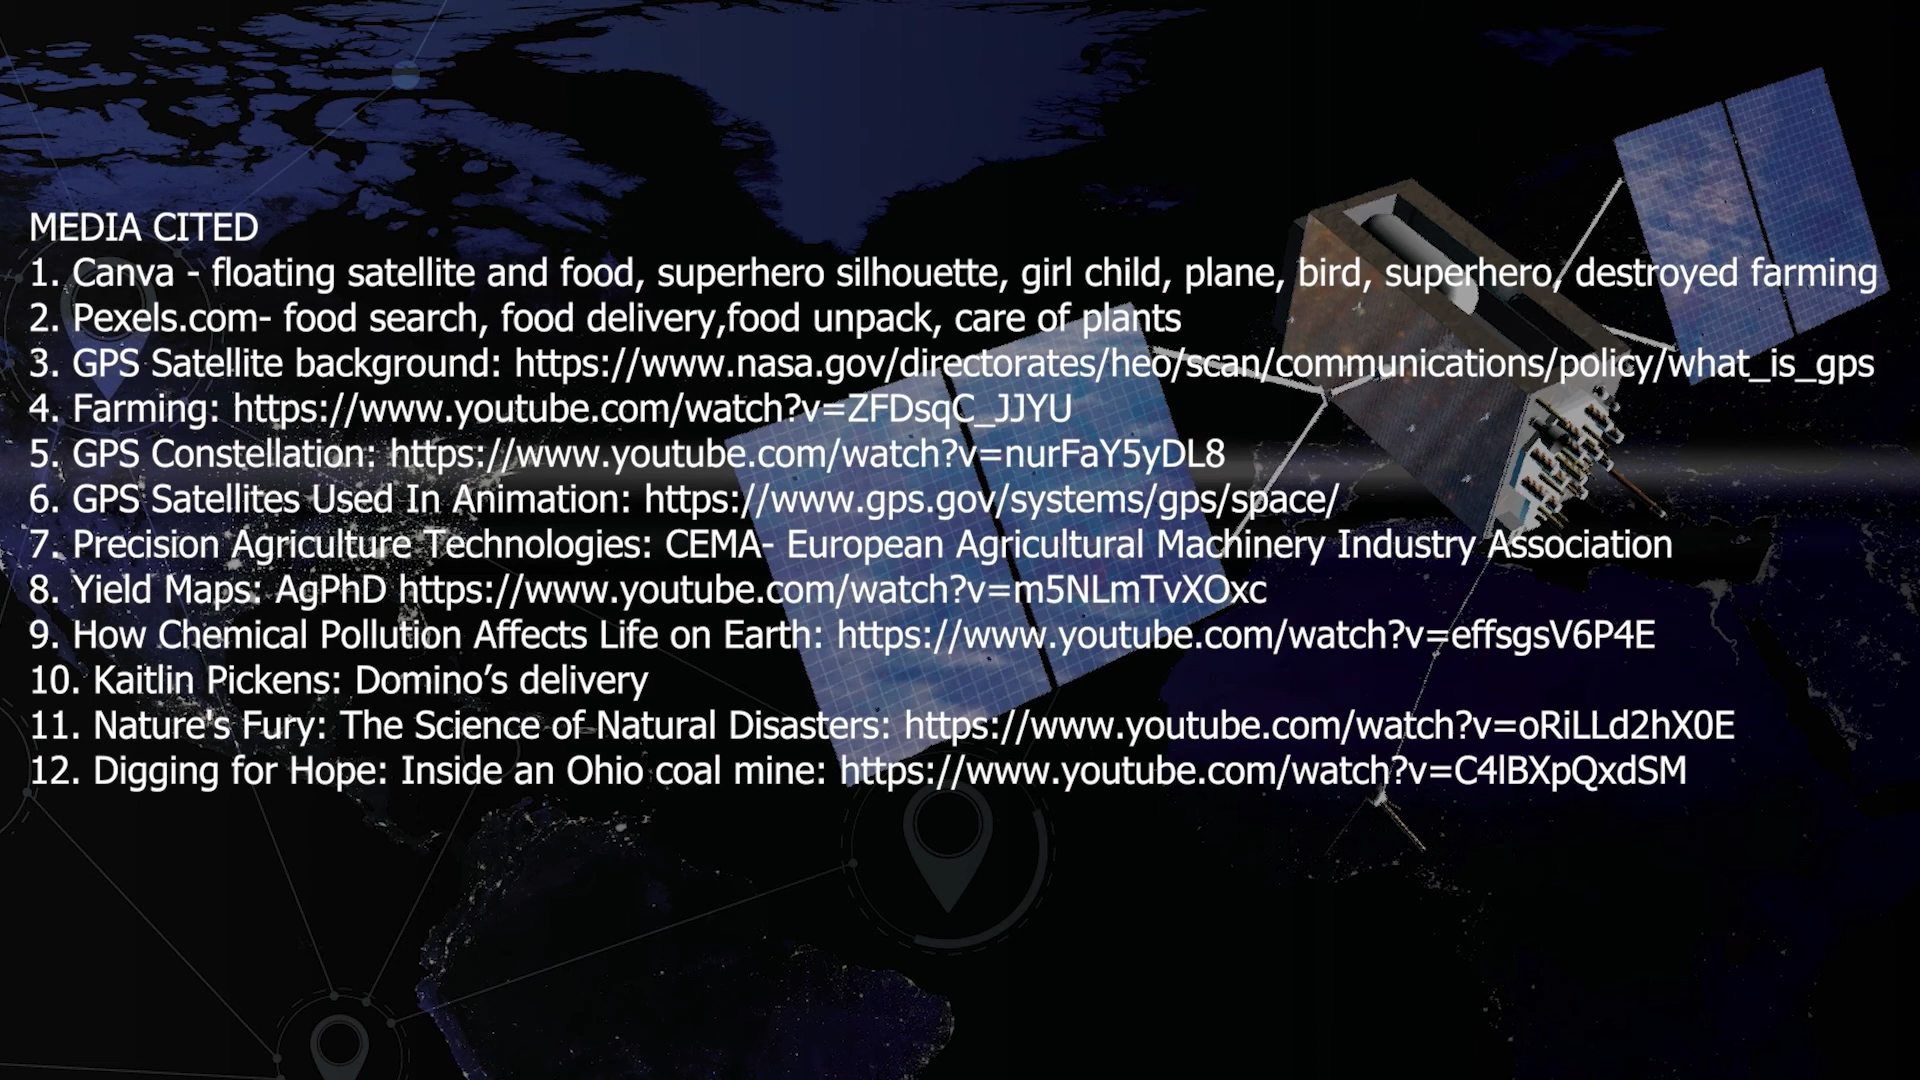 MEDIA CITED
1. Canva - floating satellite and food, superhero silhouette, girl child, plane, bird, superhero, destroyed farming
2. Pexels.com- food search, food delivery,food unpack, care of plants
3. GPS Satellite background: https://www.nasa.gov/directorates/heo/scan/communications/policy/what_is_gps
4. Farming: https://www.youtube.com/watch?v=ZFDsqC_JJYU
5. GPS Constellation: https://www.youtube.com/watch?v=nurFaY5yDL8
6. GPS Satellites Used In Animation: https://www.gps.gov/systems/gps/space/
7. Precision Agriculture Technologies: CEMA- European Agricultural Machinery Industry Association
8. Yield Maps: AgPhD https://www.youtube.com/watch?v=m5NLmTvXOxc
9. How Chemical Pollution Affects Life on Earth: https://www.youtube.com/watch?v=effsgsV6P4E
10. Kaitlin Pickens: Domino’s delivery
11. Nature's Fury: The Science of Natural Disasters: https://www.youtube.com/watch?v=oRiLLd2hX0E
12. Digging for Hope: Inside an Ohio coal mine: https://www.youtube.com/watch?v=C4lBXpQxdSM